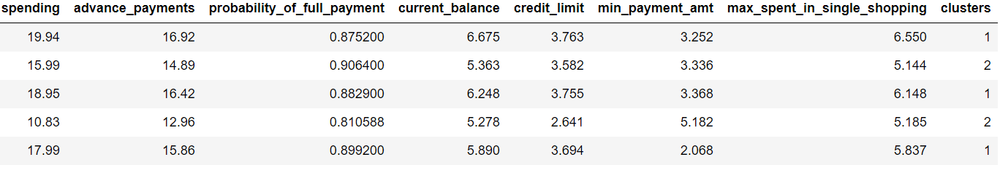 spending advance_payments probability_of_full_payment current_balance credit_limit min_payment_amt max_spent_in_single_shopping clusters
19.94 16.92 0.875200 6.675 3.763 3.252 6.550 1
15.99 14.89 0.906400 5.363 3.582 3.336 5.144 2
18.95 16.42 0.882900 6.248 3.755 3.368 6.148 1
10.83 12.96 0.810588 5.278 2.641 5.182 5.185 2
17.99 15.86 0.899200 5.890 3.694 2.068 5.837 1